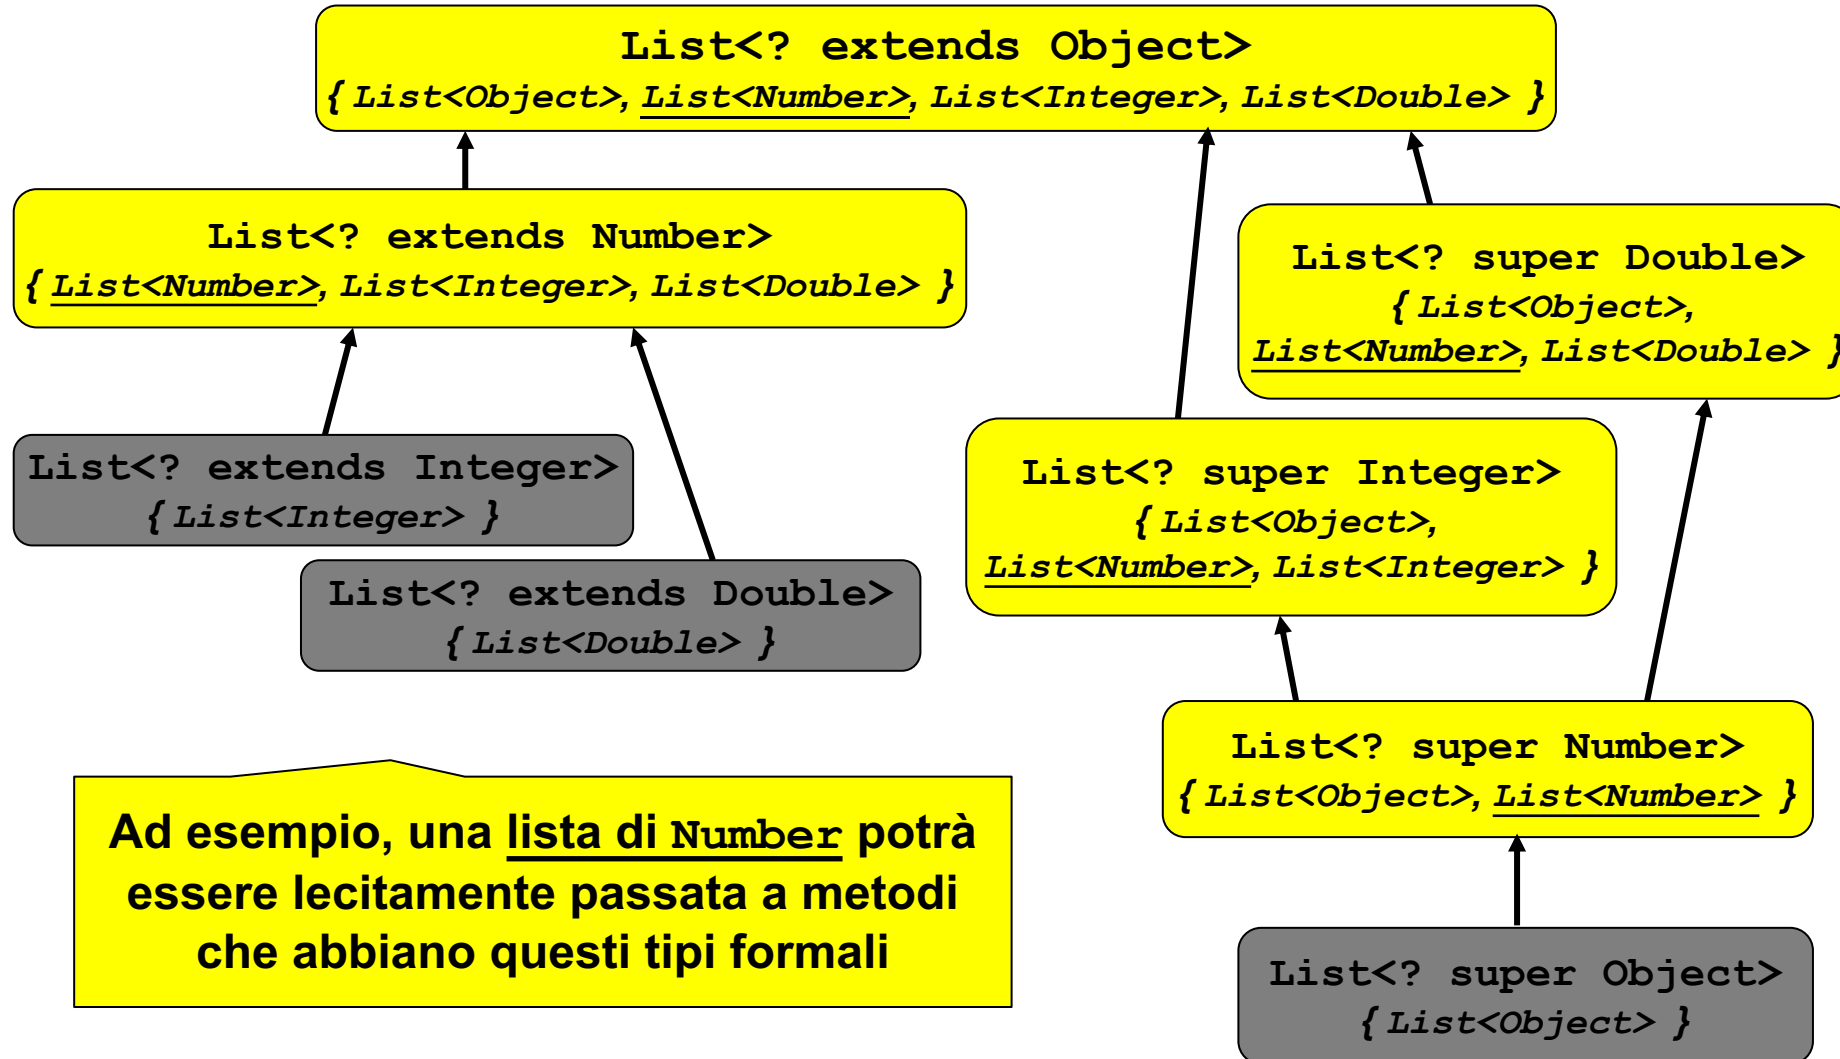 List<? extends Object>
{ List<Object>, List<Number>, List<Integer>, List<Double> }
List<? extends Number>
{ List<Number>, List<Integer>, List<Double> }
List<? super Double>
{ List<Object>,
List<Number>, List<Double> }
List<? extends Integer>
{ List<Integer> }
List<? super Integer>
{ List<Object>,
List<Number>, List<Integer> }
List<? extends Double>
{ List<Double> }
List<? super Number>
{ List<Object>, List<Number> }
Ad esempio, una lista di Number potrà
essere lecitamente passata a metodi
che abbiano questi tipi formali
List<? super Object>
{ List<Object> }